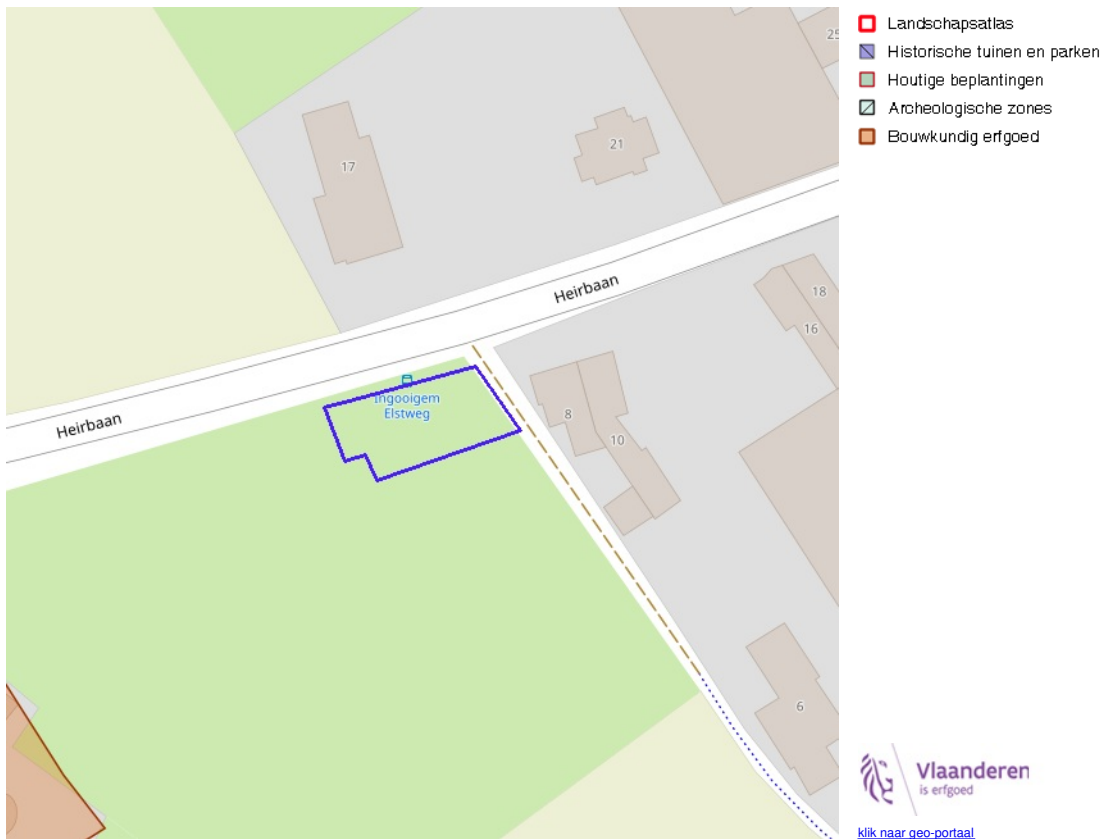 25
17
21
Heirbaan
18
16
Ingooigem
Elstweg
Heirbaan
8
10
6
Landschapsatlas
Historische tuinen en parken
Houtige beplantingen
Archeologische zones
Bouwkundig erfgoed
Vlaanderen
is erfgoed
klik naar geo-portaal